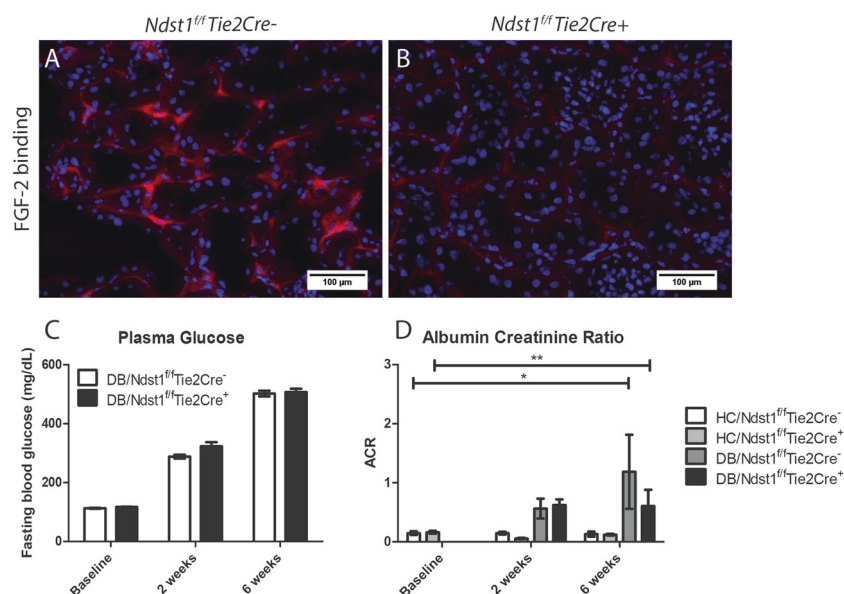 Ndst1f/fTie2Cre-
Ndst1f/fTie2Cre+
FGF-2 binding
A
B
100 µm
100 µm
C
Plasma Glucose
Fasting blood glucose (mg/dL)
600
400
200
0
DB/Ndst1f/fTie2Cre-
DB/Ndst1f/fTie2Cre+
Baseline
2 weeks
6 weeks
D
Albumin Creatinine Ratio
ACR
3
2
1
0
**
*
Baseline
2 weeks
6 weeks
HC/Ndst1f/fTie2Cre-
HC/Ndst1f/fTie2Cre+
DB/Ndst1f/fTie2Cre-
DB/Ndst1f/fTie2Cre+